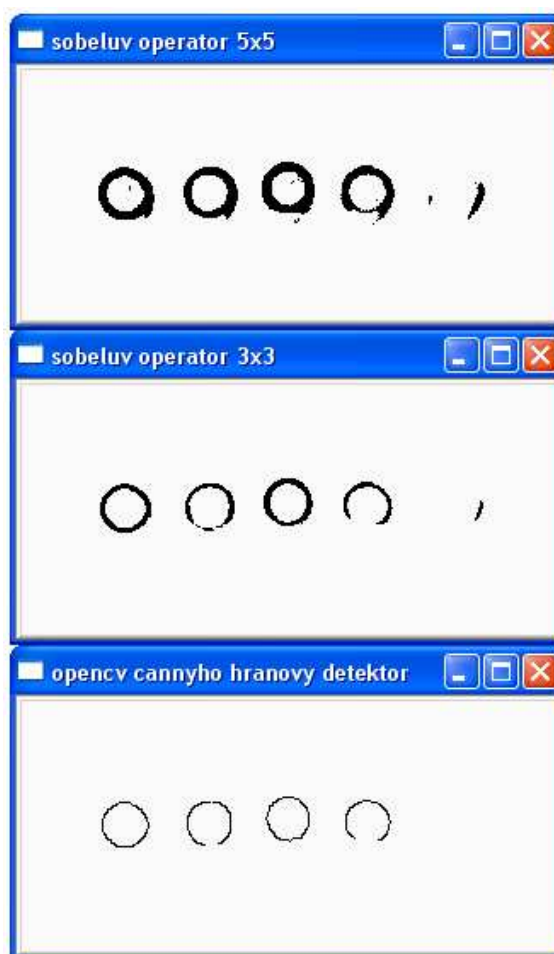 sobeluv operator 5x5
sobeluv operator 3x3
opencv cannyho hranovy detektor